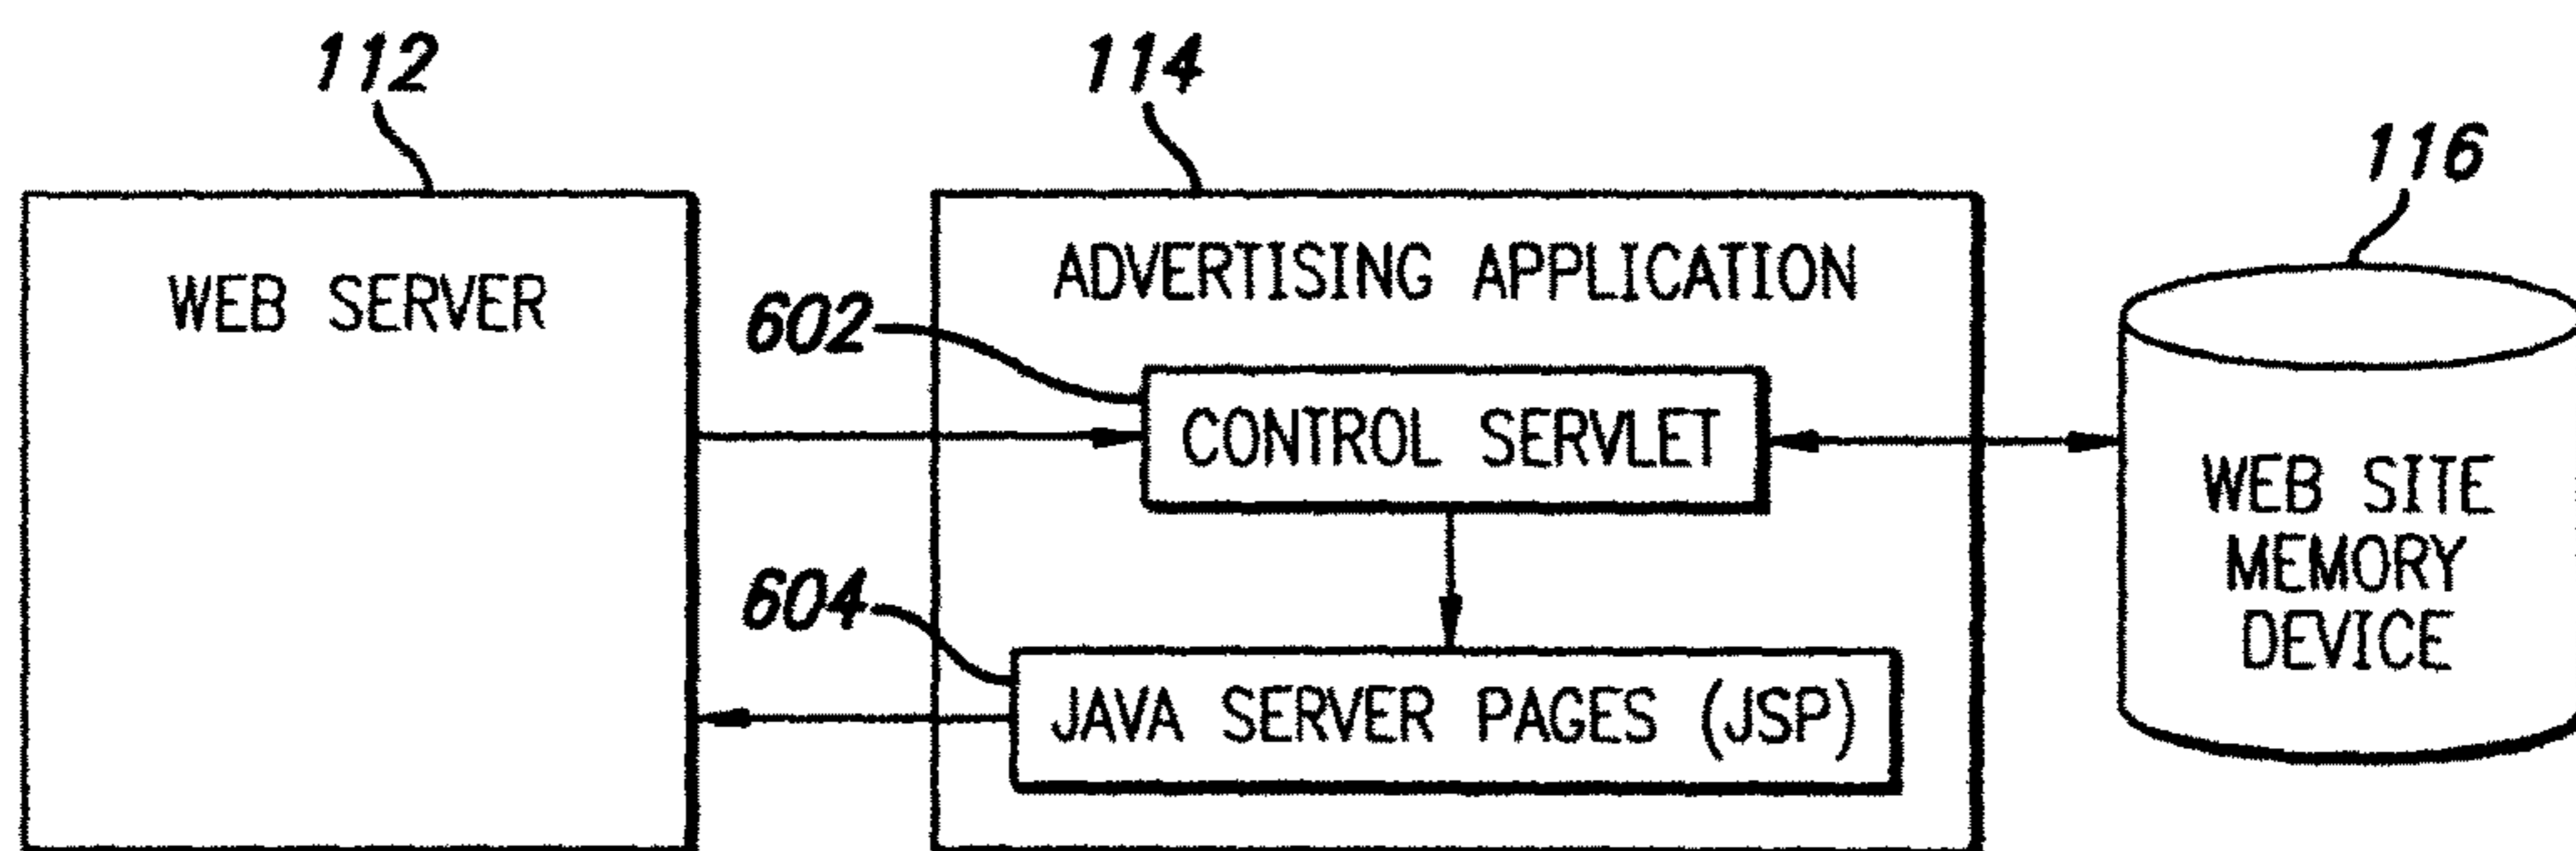 112
114
116
WEB SERVER
ADVERTISING APPLICATION
602
CONTROL SERVLET
WEB SITE
MEMORY
DEVICE
604
JAVA SERVER PAGES (JSP)